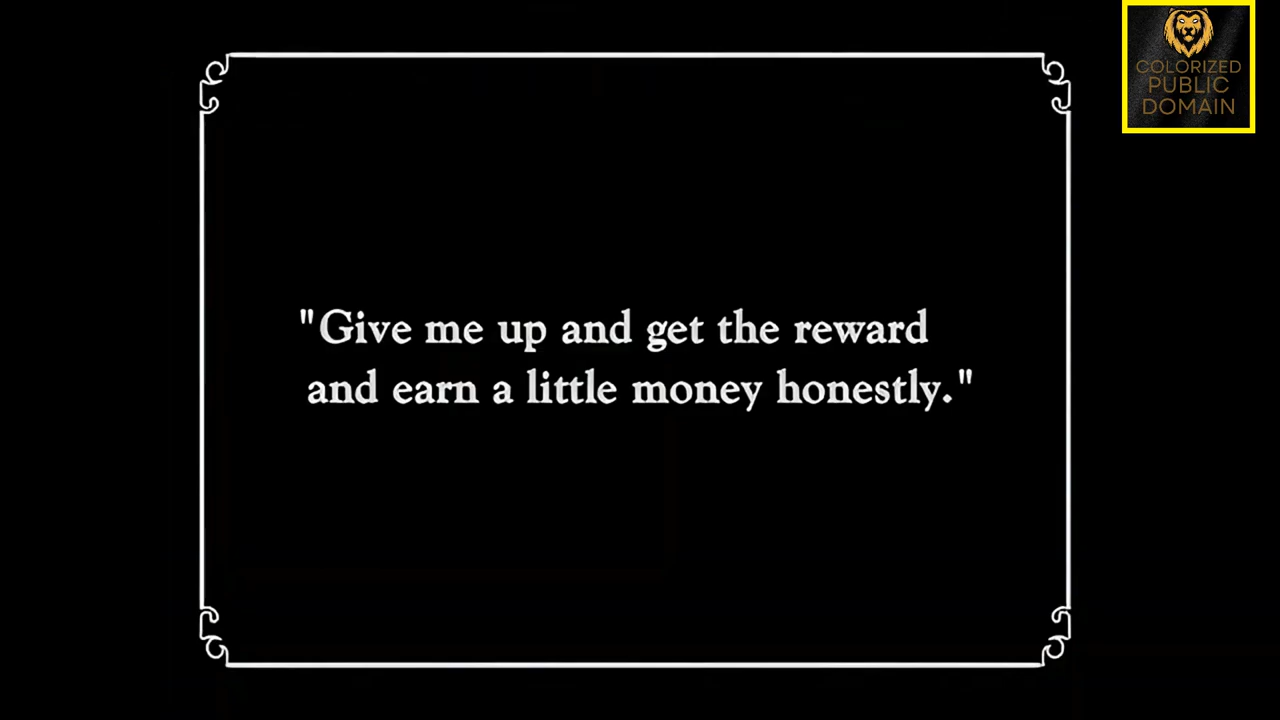 COLORIZED
PUBLIC
DOMAIN
"Give me up and get the reward
and earn a little money honestly."